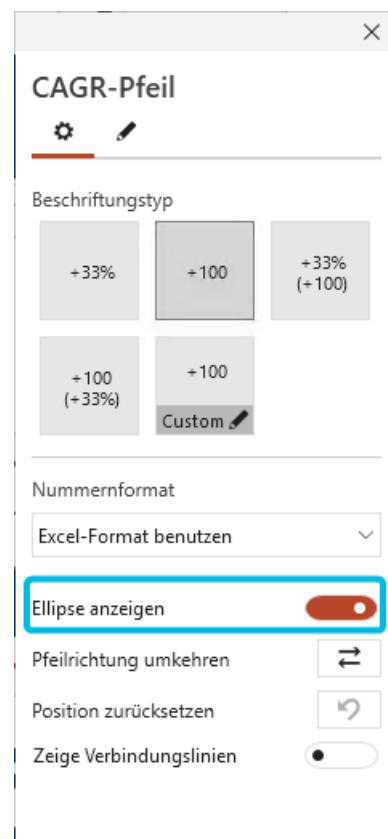 CAGR-Pfeil
Beschriftungstyp
+33%
+100
+33%
(+100)
+100
(+33%)
+100
Custom
Nummernformat
Excel-Format benutzen
Ellipse anzeigen
Pfeilrichtung umkehren
Position zurücksetzen
Zeige Verbindungslinien